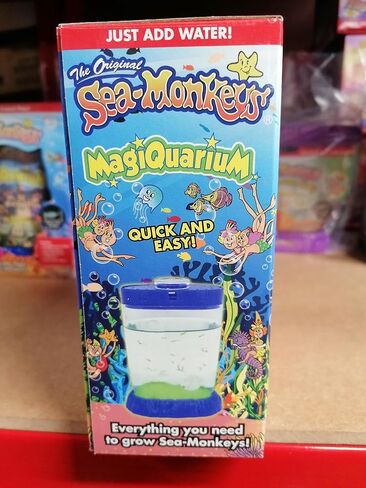 JUST ADD WATER!
The Original
Sea-Monkeys®
MagiQuariuM
QUICK AND
EASY!
Everything you need
to grow Sea-Monkeys!